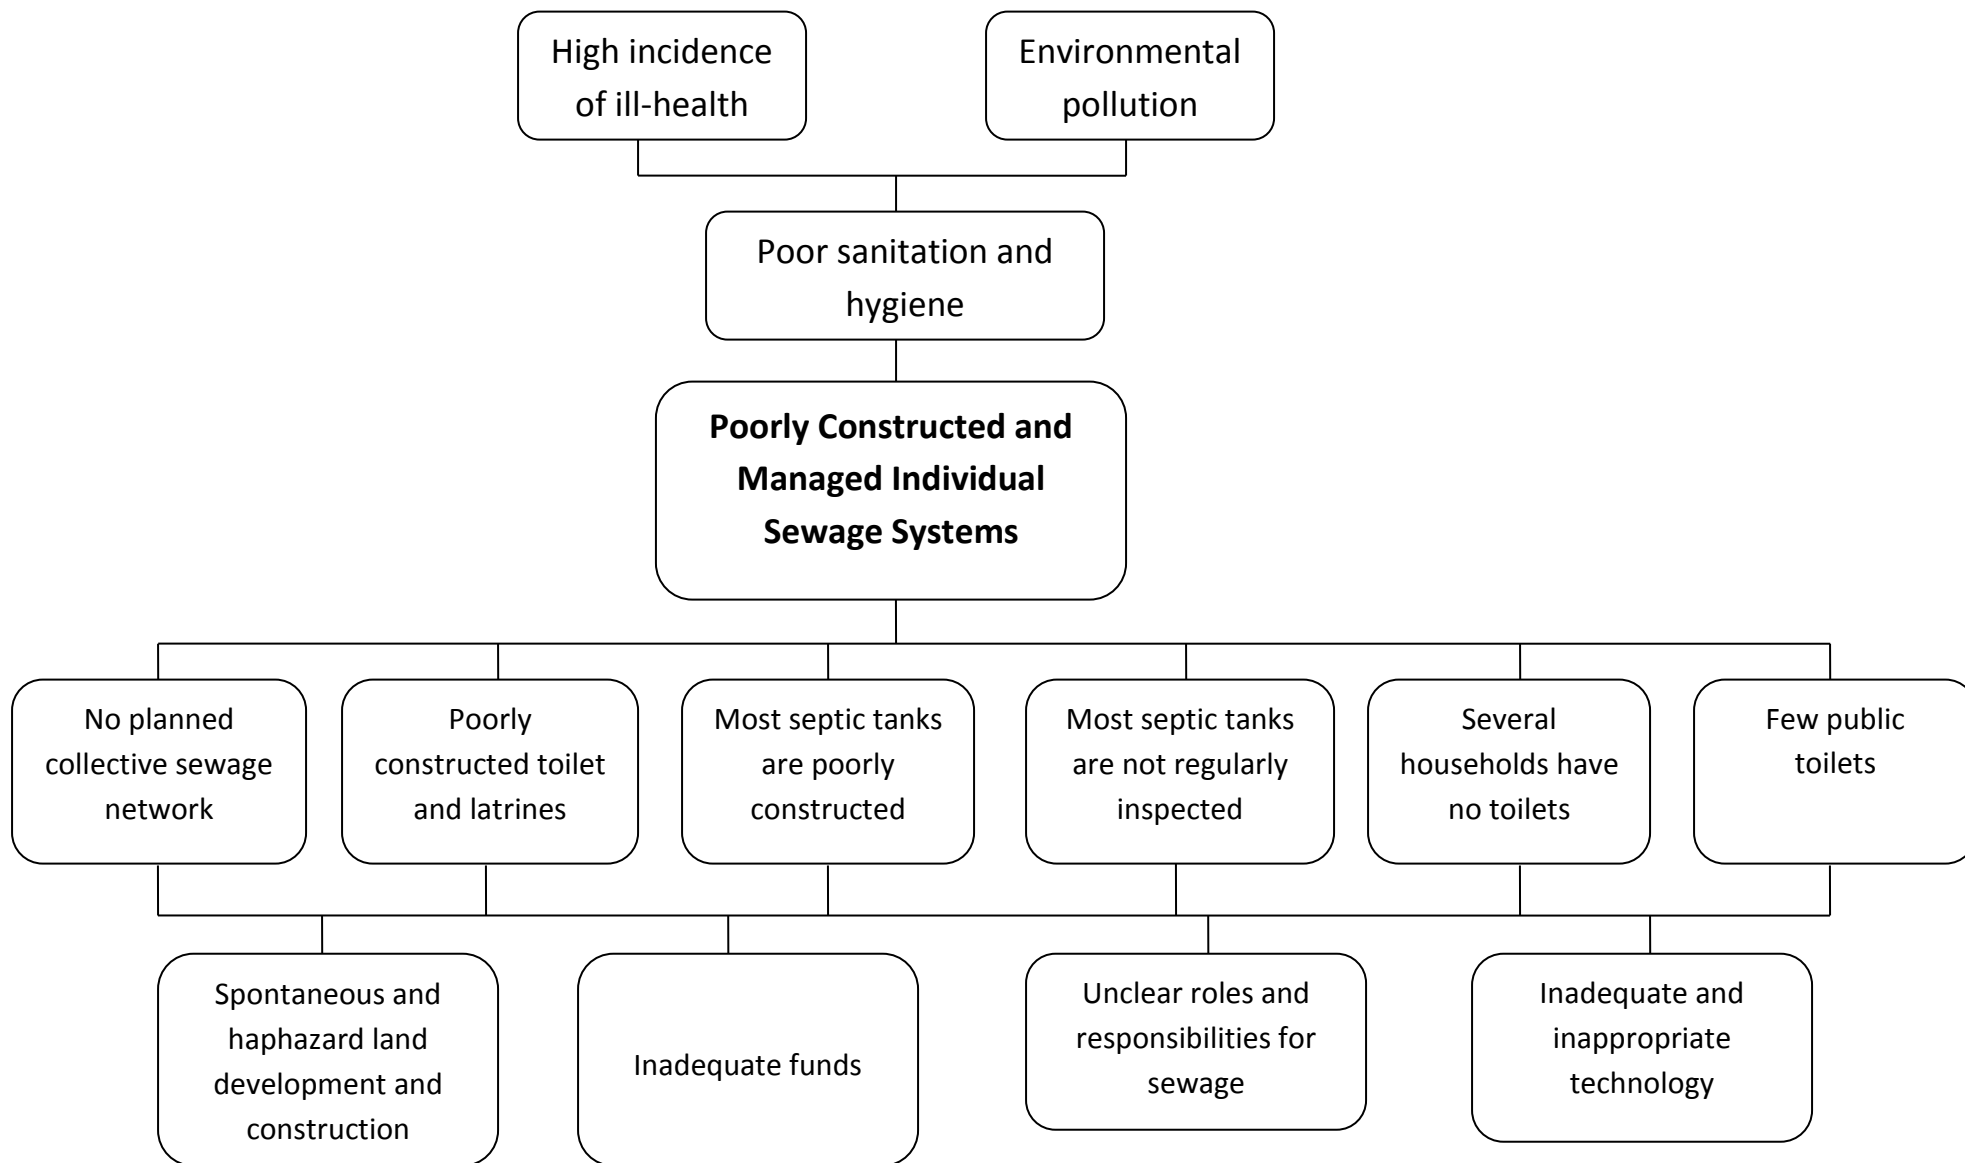 High incidence
of ill-health
Environmental
pollution
Poor sanitation and
hygiene
Poorly Constructed and
Managed Individual
Sewage Systems
No planned
collective sewage
network
Poorly
constructed toilet
and latrines
Most septic tanks
are poorly
constructed
Most septic tanks
are not regularly
inspected
Several
households have
no toilets
Few public
toilets
Spontaneous and
haphazard land
development and
construction
Inadequate funds
Unclear roles and
responsibilities for
sewage
Inadequate and
inappropriate
technology